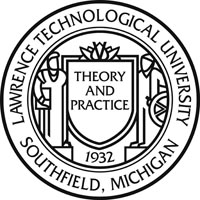 LAWRENCE TECHNOLOGICAL UNIVERSITY
THEORY
AND
PRACTICE
1932
SOUTHFIELD, MICHIGAN